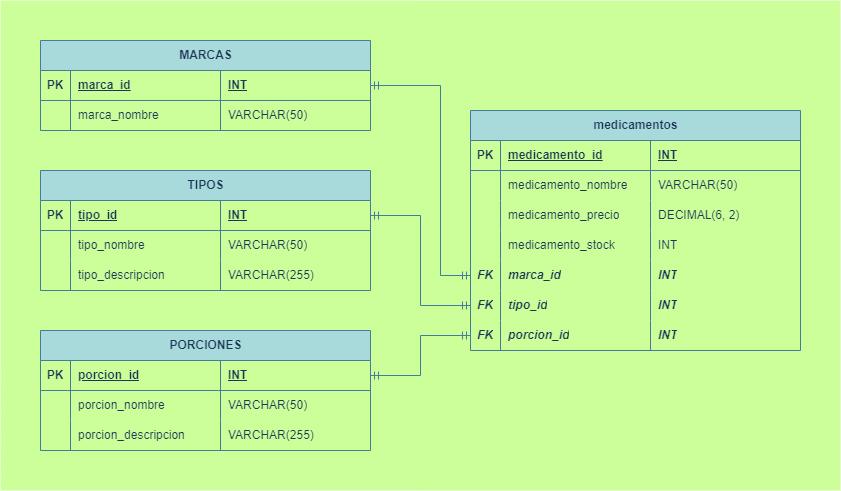 MARCAS
PK marca_id INT
marca_nombre VARCHAR(50)
TIPOS
PK tipo_id INT
tipo_nombre VARCHAR(50)
tipo_descripcion VARCHAR(255)
PORCIONES
PK porcion_id INT
porcion_nombre VARCHAR(50)
porcion_descripcion VARCHAR(255)
medicamentos
PK medicamento_id INT
medicamento_nombre VARCHAR(50)
medicamento_precio DECIMAL(6, 2)
medicamento_stock INT
FK marca_id INT
FK tipo_id INT
FK porcion_id INT